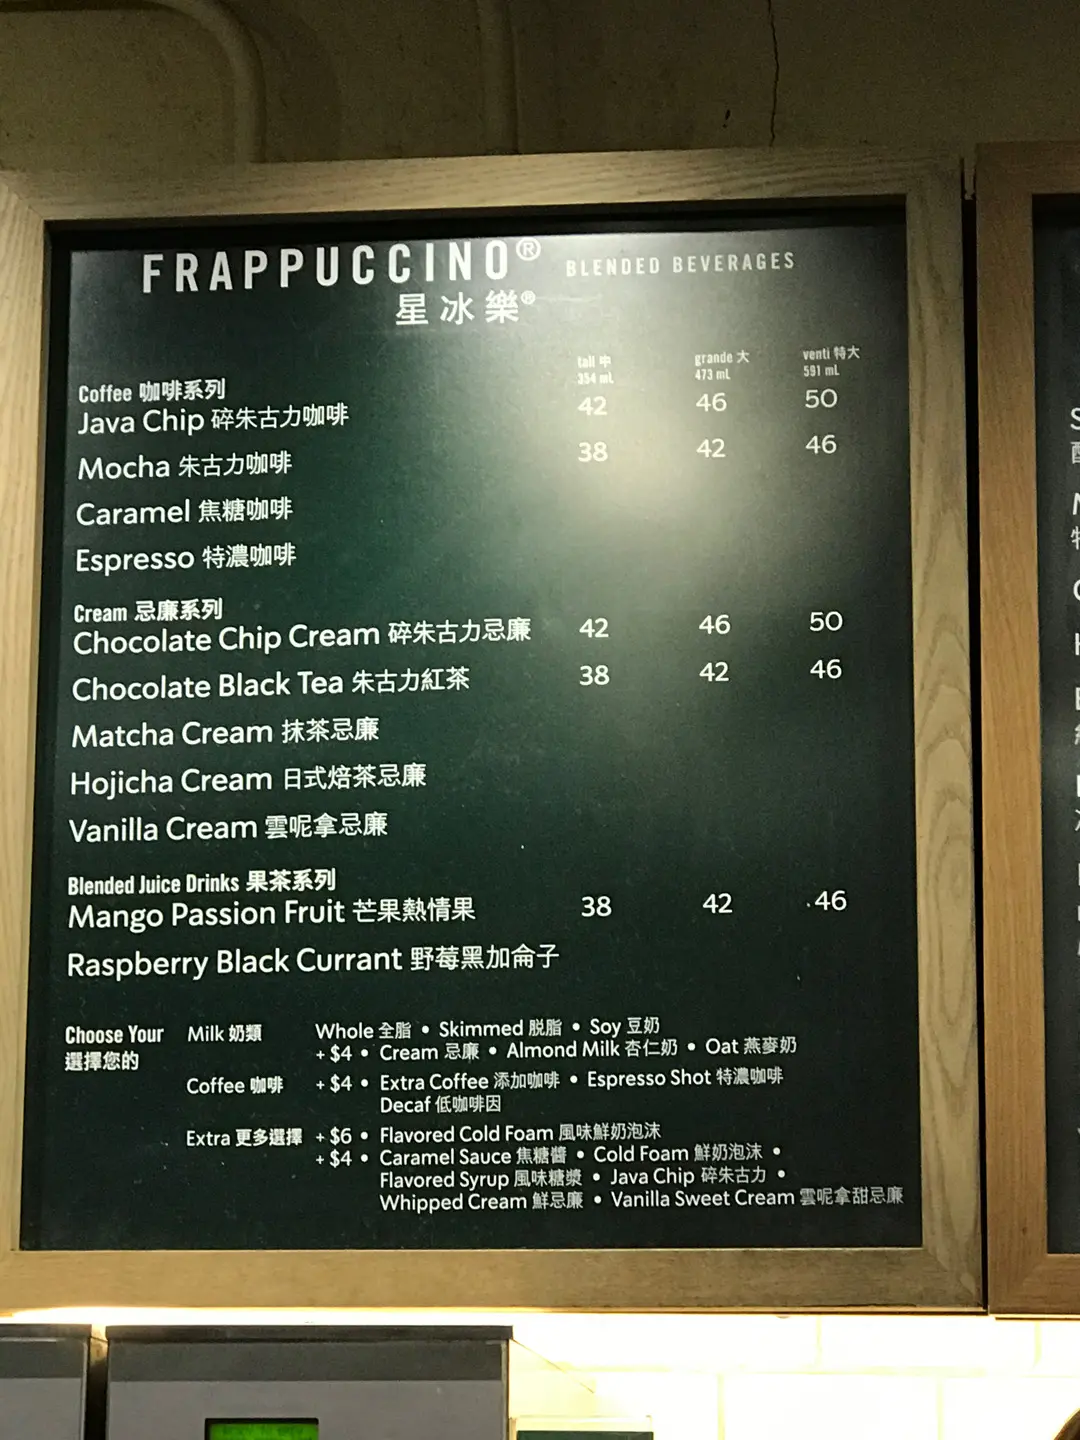 FRAPPUCCINO® BLENDED BEVERAGES
星冰樂®
tall 中 grande 大 venti 特大
354 mL 473 mL 591 mL
Coffee 咖啡系列
Java Chip 碎朱古力咖啡 42 46 50
Mocha 朱古力咖啡 38 42 46
Caramel 焦糖咖啡
Espresso 特濃咖啡
Cream 忌廉系列
Chocolate Chip Cream 碎朱古力忌廉 42 46 50
Chocolate Black Tea 朱古力紅茶 38 42 46
Matcha Cream 抹茶忌廉
Hojicha Cream 日式焙茶忌廉
Vanilla Cream 雲呢拿忌廉
Blended Juice Drinks 果茶系列
Mango Passion Fruit 芒果熱情果 38 42 46
Raspberry Black Currant 野莓黑加侖子
Choose Your Milk 奶類 Whole 全脂 • Skimmed 脱脂 • Soy 豆奶
選擇您的 + $4 • Cream 忌廉 • Almond Milk 杏仁奶 • Oat 燕麥奶
Coffee 咖啡 + $4 • Extra Coffee 添加咖啡 • Espresso Shot 特濃咖啡
Decaf 低咖啡因
Extra 更多選擇 + $6 • Flavored Cold Foam 風味鮮奶泡沫
+ $4 • Caramel Sauce 焦糖醬 • Cold Foam 鮮奶泡沫 •
Flavored Syrup 風味糖漿 • Java Chip 碎朱古力 •
Whipped Cream 鮮忌廉 • Vanilla Sweet Cream 雲呢拿甜忌廉